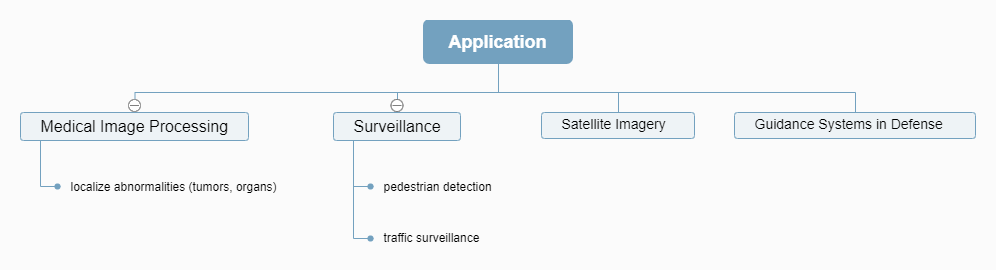 Application
Medical Image Processing
Surveillance
Satellite Imagery
Guidance Systems in Defense
localize abnormalities (tumors, organs)
pedestrian detection
traffic surveillance